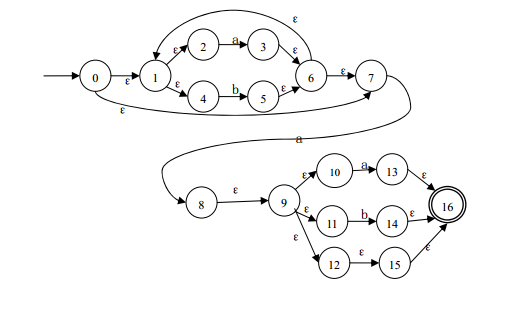 ε
2 a 3
ε ε
0 ε 1 6 ε 7
ε ε
4 b 5
ε
a
10 a 13
ε ε
8 ε 9 16
ε 11 b 14 ε
ε ε ε
12 15